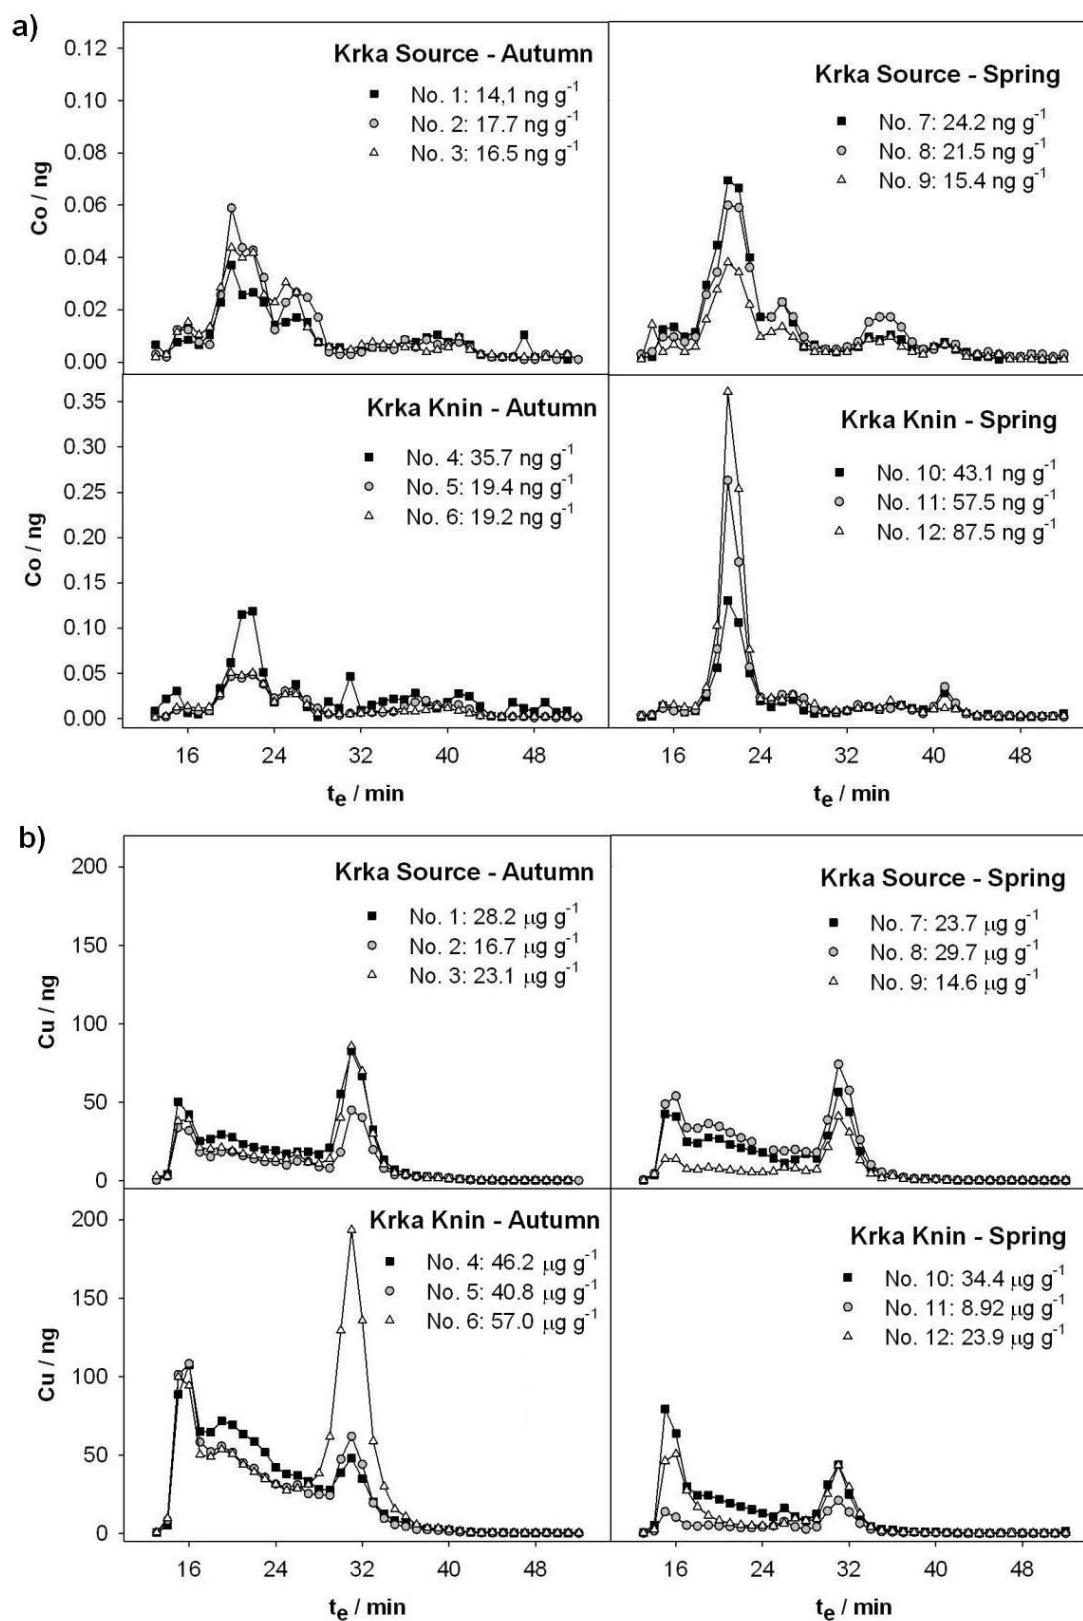 a)
Co / ng
0.12
0.10
0.08
0.06
0.04
0.02
0.00
Krka Source - Autumn
No. 1: 14,1 ng g⁻¹
No. 2: 17.7 ng g⁻¹
No. 3: 16.5 ng g⁻¹
Krka Source - Spring
No. 7: 24.2 ng g⁻¹
No. 8: 21.5 ng g⁻¹
No. 9: 15.4 ng g⁻¹
Co / ng
0.35
0.30
0.25
0.20
0.15
0.10
0.05
0.00
Krka Knin - Autumn
No. 4: 35.7 ng g⁻¹
No. 5: 19.4 ng g⁻¹
No. 6: 19.2 ng g⁻¹
Krka Knin - Spring
No. 10: 43.1 ng g⁻¹
No. 11: 57.5 ng g⁻¹
No. 12: 87.5 ng g⁻¹
16 24 32 40 48 16 24 32 40 48
te / min te / min
b)
Cu / ng
200
150
100
50
0
Krka Source - Autumn
No. 1: 28.2 µg g⁻¹
No. 2: 16.7 µg g⁻¹
No. 3: 23.1 µg g⁻¹
Krka Source - Spring
No. 7: 23.7 µg g⁻¹
No. 8: 29.7 µg g⁻¹
No. 9: 14.6 µg g⁻¹
Cu / ng
200
150
100
50
0
Krka Knin - Autumn
No. 4: 46.2 µg g⁻¹
No. 5: 40.8 µg g⁻¹
No. 6: 57.0 µg g⁻¹
Krka Knin - Spring
No. 10: 34.4 µg g⁻¹
No. 11: 8.92 µg g⁻¹
No. 12: 23.9 µg g⁻¹
16 24 32 40 48 16 24 32 40 48
te / min te / min